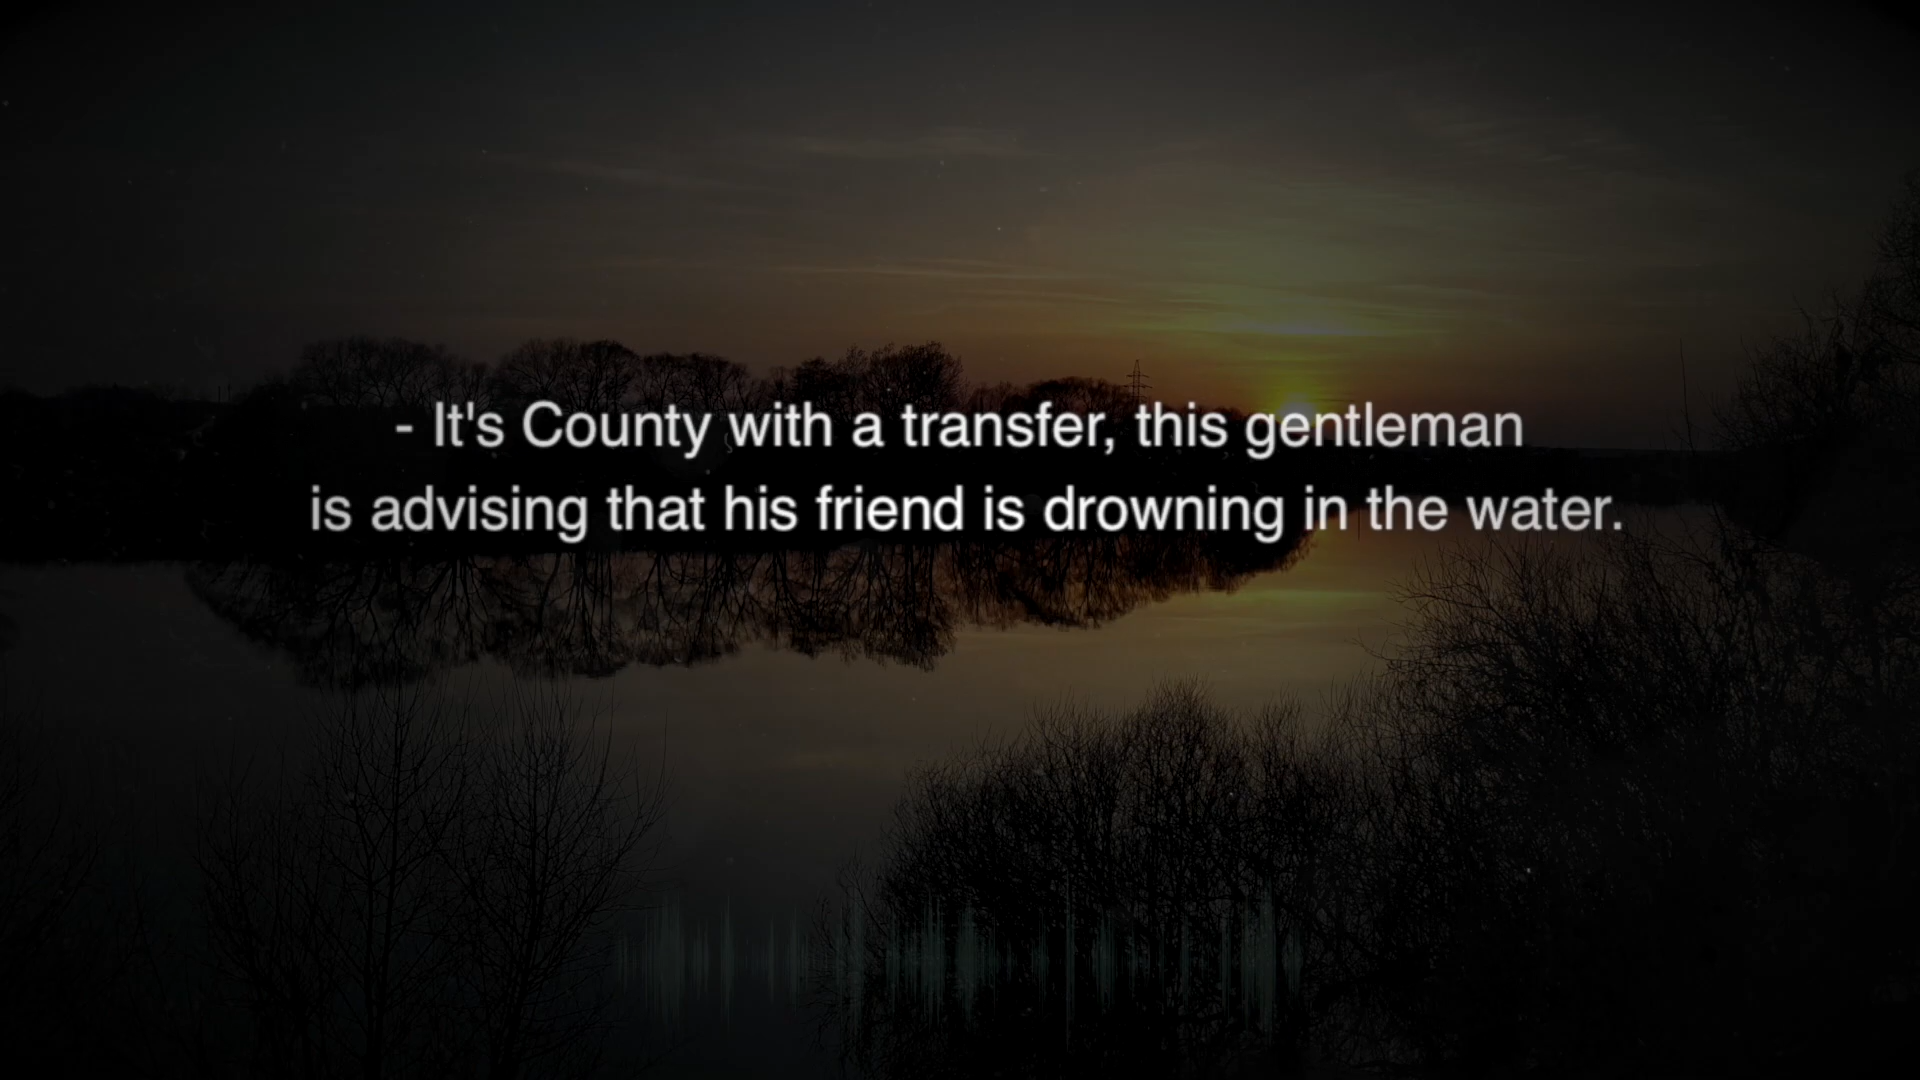 - It's County with a transfer, this gentleman
is advising that his friend is drowning in the water.